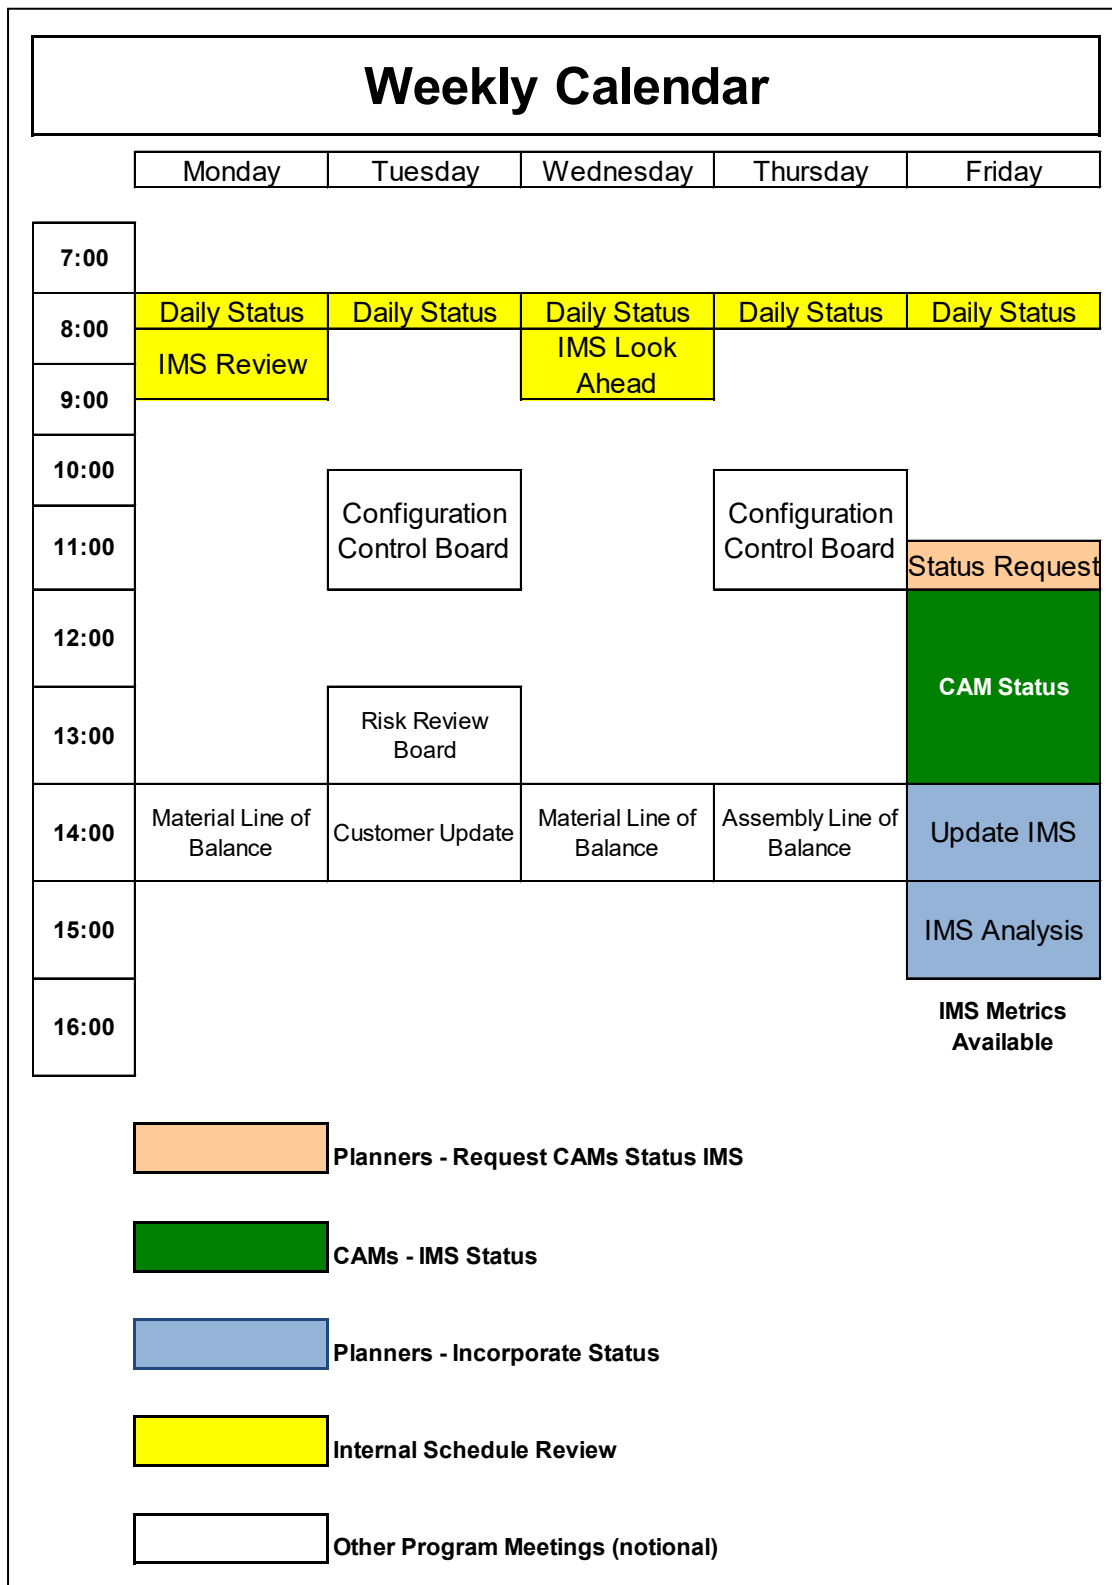 Weekly Calendar
Monday Tuesday Wednesday Thursday Friday
7:00
8:00
Daily Status Daily Status Daily Status Daily Status Daily Status
IMS Review
IMS Look
Ahead
9:00
10:00
Configuration
Control Board
Configuration
Control Board
11:00
Status Request
12:00
CAM Status
13:00
Risk Review
Board
14:00
Material Line of
Balance
Customer Update
Material Line of
Balance
Assembly Line of
Balance
Update IMS
15:00
IMS Analysis
16:00
IMS Metrics
Available
Planners - Request CAMs Status IMS
CAMs - IMS Status
Planners - Incorporate Status
Internal Schedule Review
Other Program Meetings (notional)